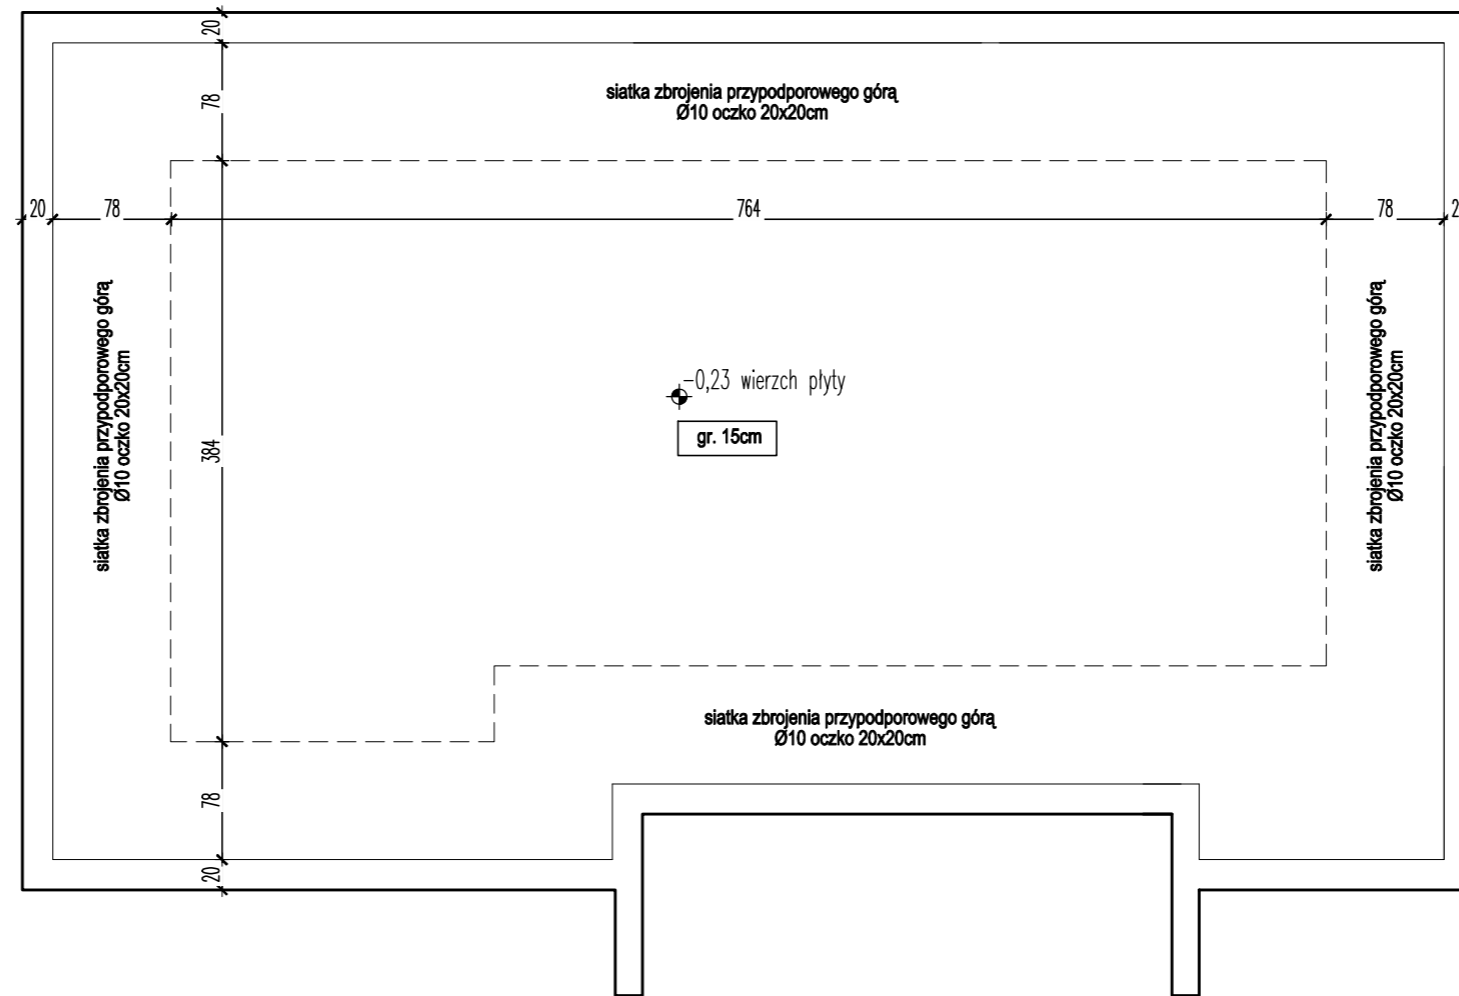 20
78
siatka zbrojenia przypodporowego górą
Ø10 oczko 20x20cm
20
78
764
78
2
siatka zbrojenia przypodporowego górą
Ø10 oczko 20x20cm
384
-0,23 wierzch płyty
gr. 15cm
siatka zbrojenia przypodporowego górą
Ø10 oczko 20x20cm
siatka zbrojenia przypodporowego górą
Ø10 oczko 20x20cm
78
20